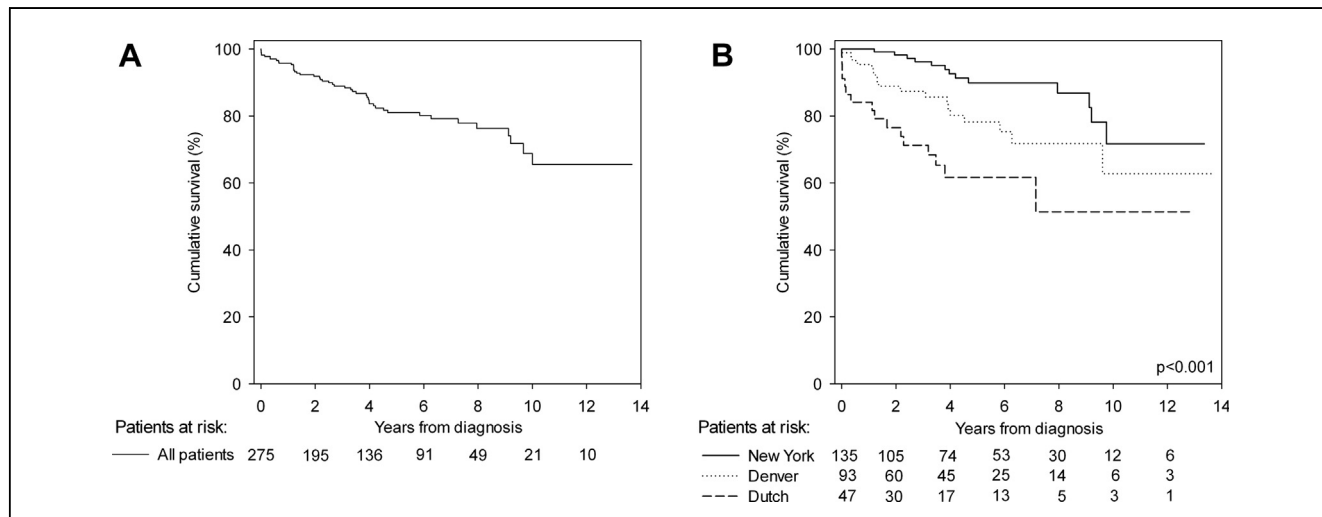 A
100
80
60
40
20
0
Cumulative survival (%)
0 2 4 6 8 10 12 14
Years from diagnosis
Patients at risk:
All patients 275 195 136 91 49 21 10
B
100
80
60
40
20
0
Cumulative survival (%)
p<0.001
0 2 4 6 8 10 12 14
Years from diagnosis
Patients at risk:
New York 135 105 74 53 30 12 6
Denver 93 60 45 25 14 6 3
Dutch 47 30 17 13 5 3 1